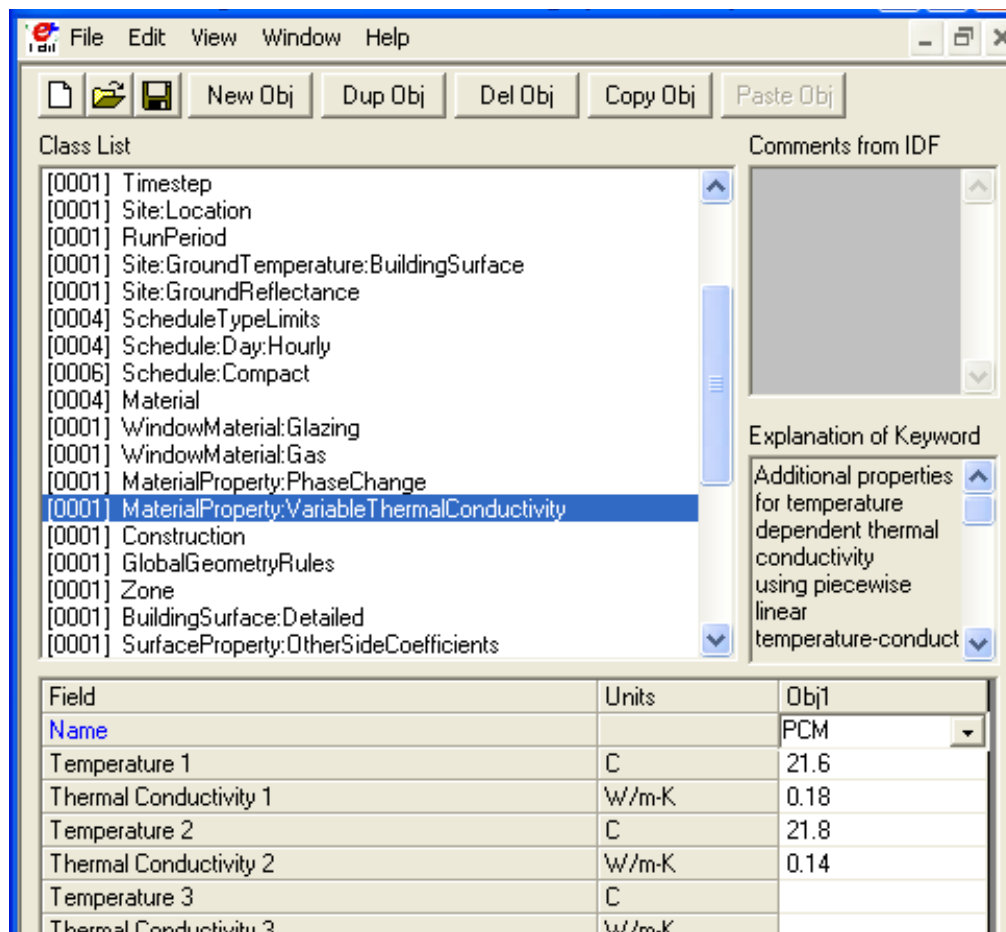 File Edit View Window Help
New Obj Dup Obj Del Obj Copy Obj Paste Obj
Class List
[0001] Timestep
[0001] Site:Location
[0001] RunPeriod
[0001] Site:GroundTemperature:BuildingSurface
[0001] Site:GroundReflectance
[0004] ScheduleTypeLimits
[0004] Schedule:Day:Hourly
[0006] Schedule:Compact
[0004] Material
[0001] WindowMaterial:Glazing
[0001] WindowMaterial:Gas
[0001] MaterialProperty:PhaseChange
[0001] MaterialProperty:VariableThermalConductivity
[0001] Construction
[0001] GlobalGeometryRules
[0001] Zone
[0001] BuildingSurface:Detailed
[0001] SurfaceProperty:OtherSideCoefficients
Comments from IDF
Explanation of Keyword
Additional properties
for temperature
dependent thermal
conductivity
using piecewise
linear
temperature-conduct
Field Units Obj1
Name PCM
Temperature 1 C 21.6
Thermal Conductivity 1 W/m-K 0.18
Temperature 2 C 21.8
Thermal Conductivity 2 W/m-K 0.14
Temperature 3 C
Thermal Conductivity 3 W/m-K